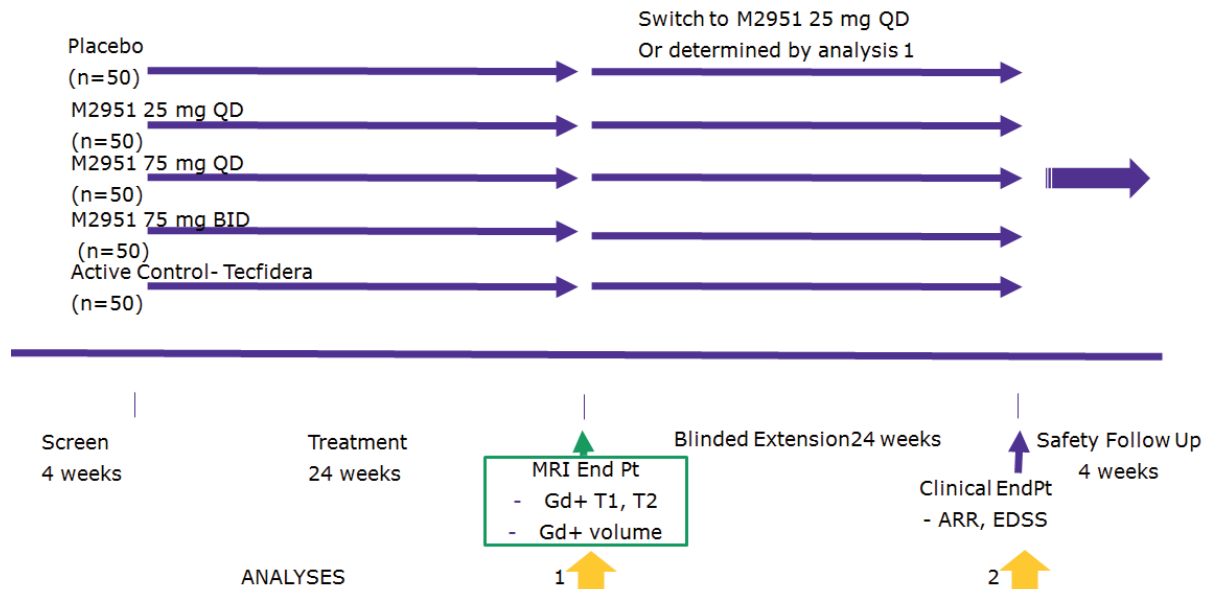 Switch to M2951 25 mg QD
Or determined by analysis 1
Placebo
(n=50)
M2951 25 mg QD
(n=50)
M2951 75 mg QD
(n=50)
M2951 75 mg BID
(n=50)
Active Control- Tecfidera
(n=50)
Screen
4 weeks
Treatment
24 weeks
MRI End Pt
- Gd+ T1, T2
- Gd+ volume
Blinded Extension24 weeks
Clinical EndPt
- ARR, EDSS
Safety Follow Up
4 weeks
ANALYSES
1
2